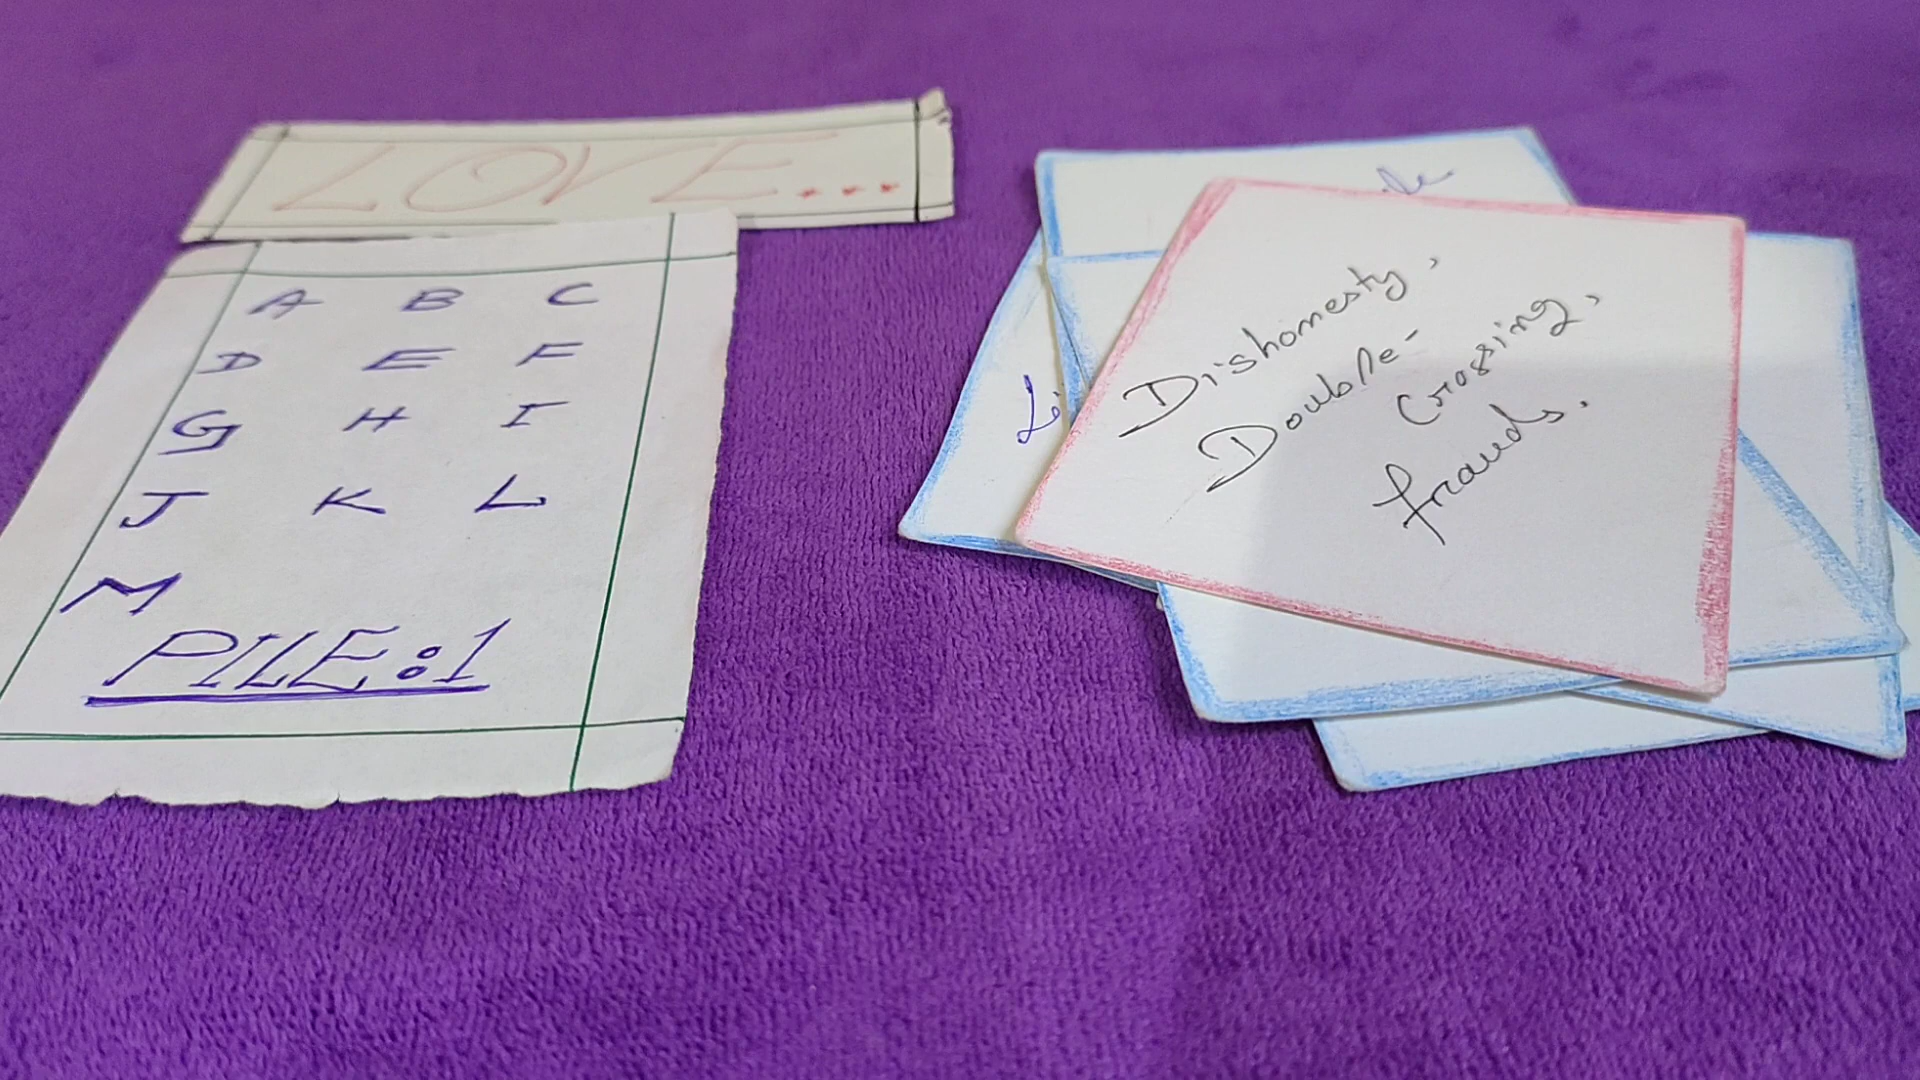 LOVE...
A B C
D E F
G H I
J K L
M
PILE:1
Dishonesty,
Double-
Crossing,
frauds.